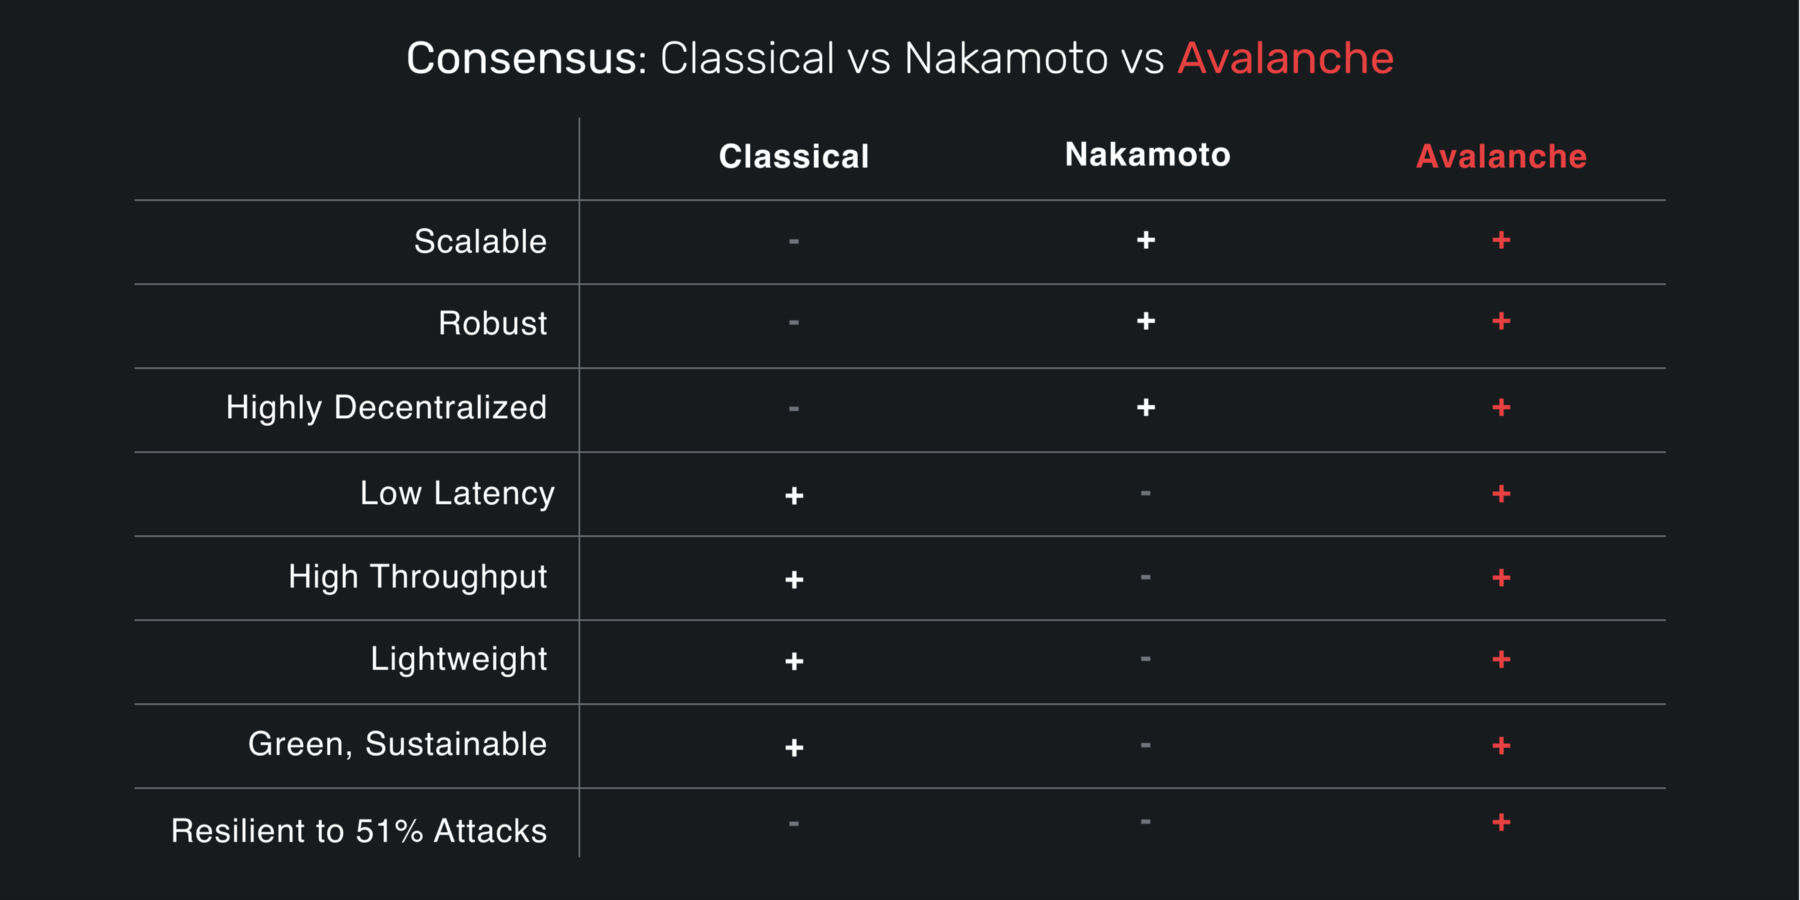 Consensus: Classical vs Nakamoto vs Avalanche
Classical Nakamoto Avalanche
Scalable - + +
Robust - + +
Highly Decentralized - + +
Low Latency + - +
High Throughput + - +
Lightweight + - +
Green, Sustainable + - +
Resilient to 51% Attacks - - +